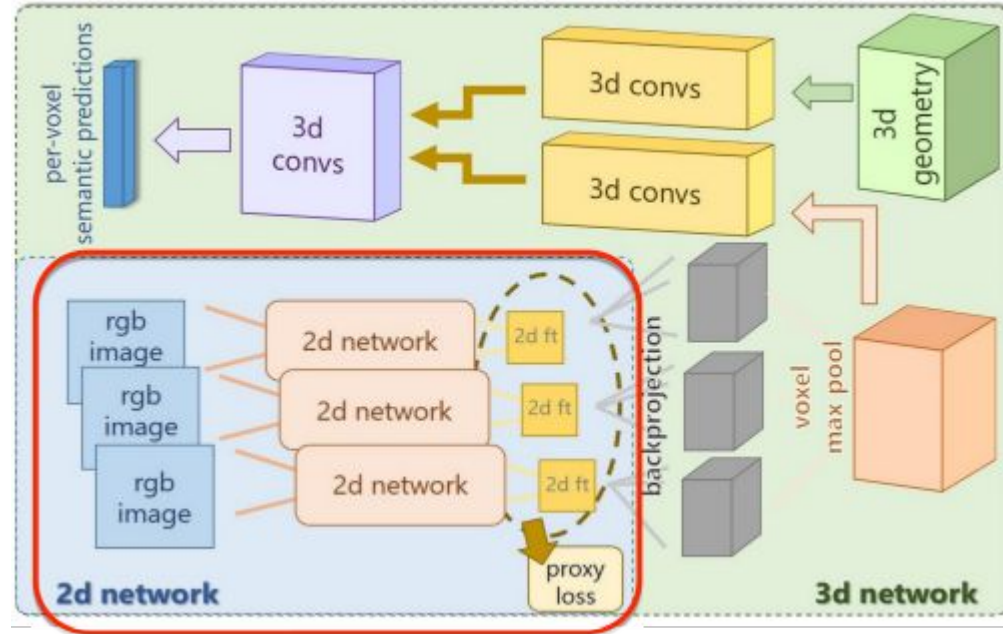 per-voxel
semantic predictions
3d
convs
3d convs
3d convs
3d
geometry
rgb
image
rgb
image
rgb
image
2d network
2d network
2d network
2d ft
2d ft
2d ft
backprojection
voxel
max pool
proxy
loss
2d network
3d network